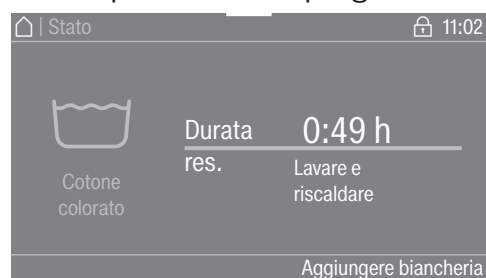 | Stato 11:02
Durata 0:49 h
res. Lavare e
riscaldare
Cotone
colorato
Aggiungere biancheria